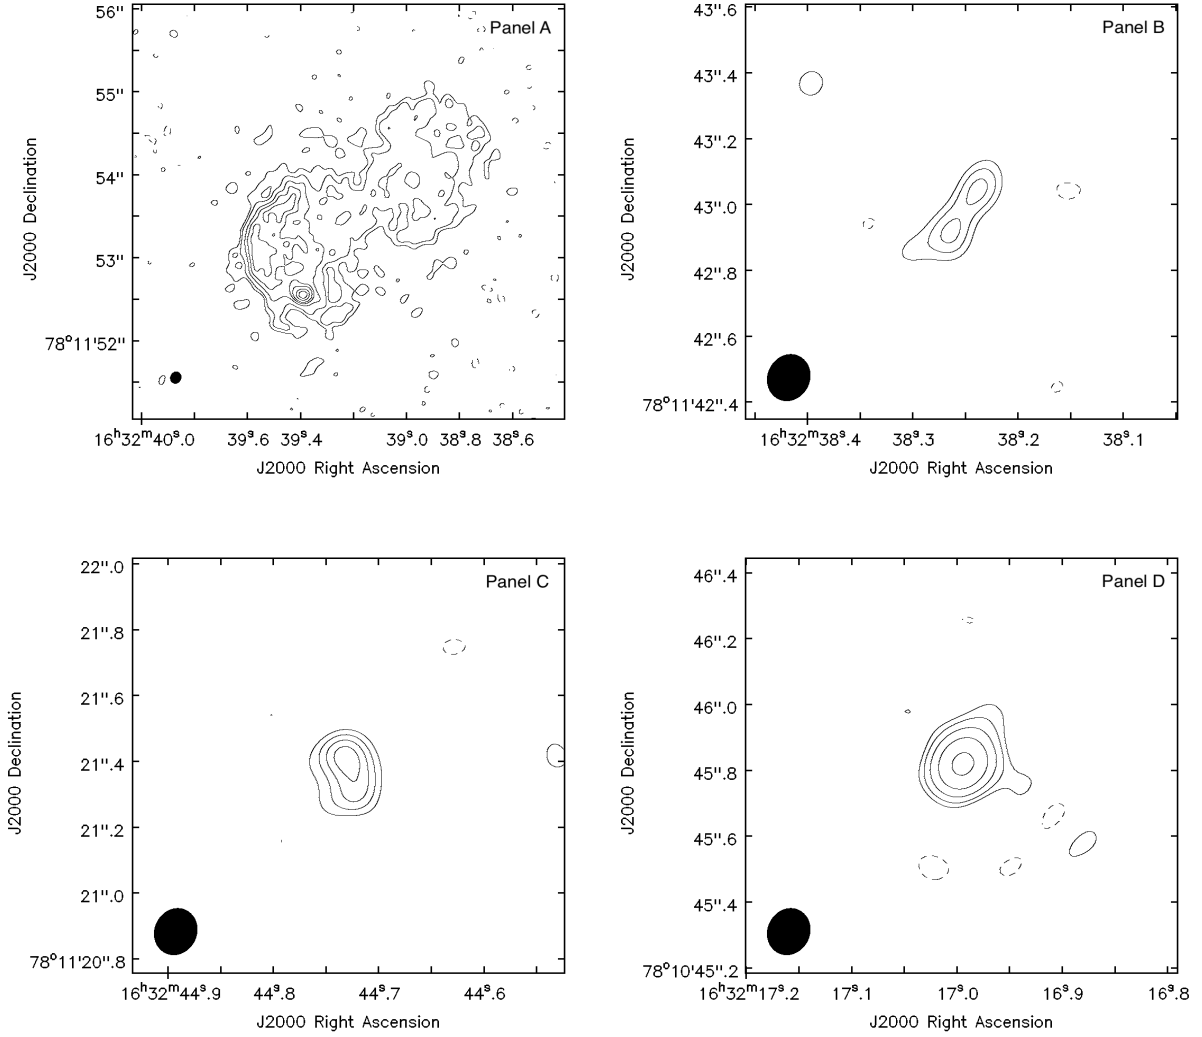 Panel A
56"
55"
54"
53"
78°11'52"
J2000 Declination
16ʰ32ᵐ40ˢ.0 39ˢ.6 39ˢ.4 39ˢ.0 38ˢ.8 38ˢ.6
J2000 Right Ascension
Panel B
43".6
43".4
43".2
43".0
42".8
42".6
78°11'42".4
J2000 Declination
16ʰ32ᵐ38ˢ.4 38ˢ.3 38ˢ.2 38ˢ.1
J2000 Right Ascension
Panel C
22".0
21".8
21".6
21".4
21".2
21".0
78°11'20".8
J2000 Declination
16ʰ32ᵐ44ˢ.9 44ˢ.8 44ˢ.7 44ˢ.6
J2000 Right Ascension
Panel D
46".4
46".2
46".0
45".8
45".6
45".4
78°10'45".2
J2000 Declination
16ʰ32ᵐ17ˢ.2 17ˢ.1 17ˢ.0 16ˢ.9 16ˢ.8
J2000 Right Ascension